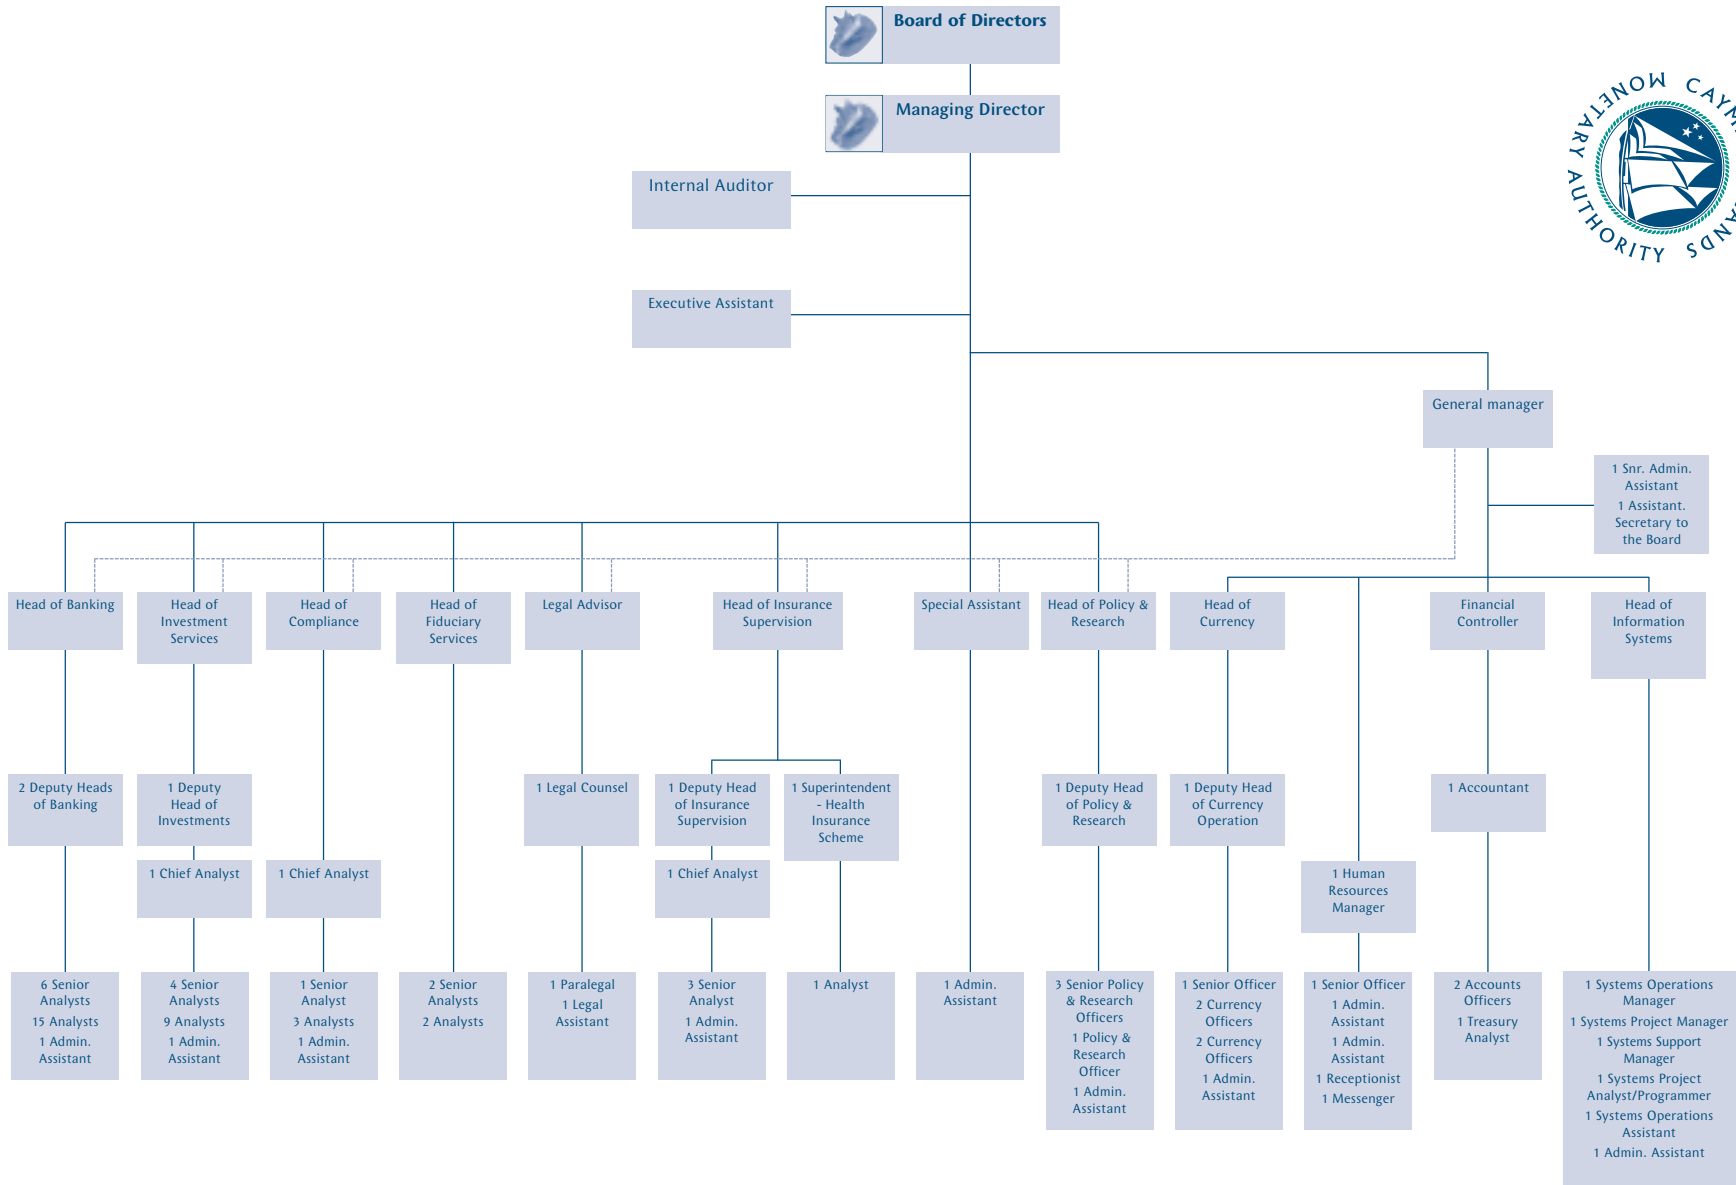 Board of Directors
Managing Director
MONETARY AUTHORITY
Internal Auditor
Executive Assistant
General manager
1 Snr. Admin.
Assistant
1 Assistant.
Secretary to
the Board
Head of Banking
Head of
Investment
Services
Head of
Compliance
Head of
Fiduciary
Services
Legal Advisor
Head of Insurance
Supervision
Special Assistant
Head of Policy &
Research
Head of
Currency
Financial
Controller
Head of
Information
Systems
2 Deputy Heads
of Banking
1 Deputy
Head of
Investments
1 Legal Counsel
1 Deputy Head
of Insurance
Supervision
1 Superintendent
- Health
Insurance
Scheme
1 Deputy Head
of Policy &
Research
1 Deputy Head
of Currency
Operation
1 Accountant
1 Chief Analyst
1 Chief Analyst
1 Chief Analyst
1 Human
Resources
Manager
6 Senior
Analysts
15 Analysts
1 Admin.
Assistant
4 Senior
Analysts
9 Analysts
1 Admin.
Assistant
1 Senior
Analyst
3 Analysts
1 Admin.
Assistant
2 Senior
Analysts
2 Analysts
1 Paralegal
1 Legal
Assistant
3 Senior
Analyst
1 Admin.
Assistant
1 Analyst
1 Admin.
Assistant
3 Senior Policy
& Research
Officers
1 Policy &
Research
Officer
1 Admin.
Assistant
1 Senior Officer
2 Currency
Officers
2 Currency
Officers
1 Admin.
Assistant
1 Senior Officer
1 Admin.
Assistant
1 Admin.
Assistant
1 Receptionist
1 Messenger
2 Accounts
Officers
1 Treasury
Analyst
1 Systems Operations
Manager
1 Systems Project Manager
1 Systems Support
Manager
1 Systems Project
Analyst/Programmer
1 Systems Operations
Assistant
1 Admin. Assistant